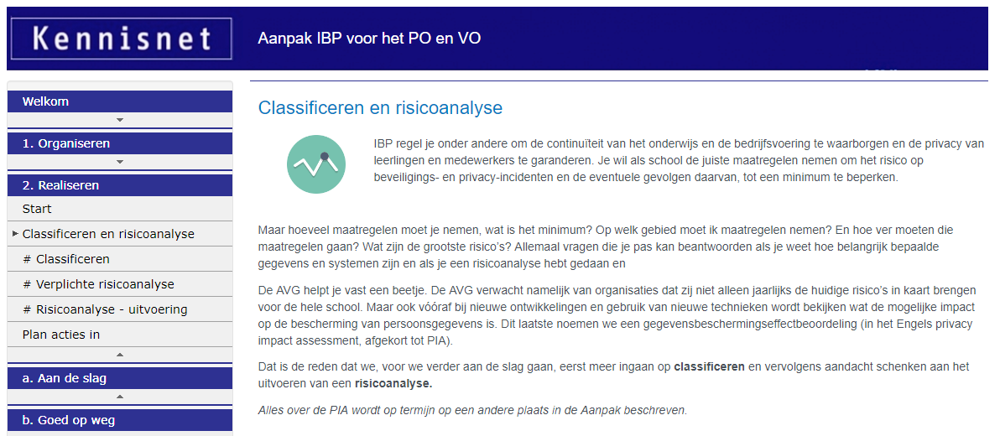 Kennisnet
Aanpak IBP voor het PO en VO
Welkom
1. Organiseren
2. Realiseren
Start
Classificeren en risicoanalyse
# Classificeren
# Verplichte risicoanalyse
# Risicoanalyse - uitvoering
Plan acties in
a. Aan de slag
b. Goed op weg
Classificeren en risicoanalyse
IBP regel je onder andere om de continuïteit van het onderwijs en de bedrijfsvoering te waarborgen en de privacy van
leerlingen en medewerkers te garanderen. Je wil als school de juiste maatregelen nemen om het risico op
beveiligings- en privacy-incidenten en de eventuele gevolgen daarvan, tot een minimum te beperken.
Maar hoeveel maatregelen moet je nemen, wat is het minimum? Op welk gebied moet ik maatregelen nemen? En hoe ver moeten die
maatregelen gaan? Wat zijn de grootste risico's? Allemaal vragen die je pas kan beantwoorden als je weet hoe belangrijk bepaalde
gegevens en systemen zijn en als je een risicoanalyse hebt gedaan en
De AVG helpt je vast een beetje. De AVG verwacht namelijk van organisaties dat zij niet alleen jaarlijks de huidige risico's in kaart brengen
voor de hele school. Maar ook vóóraf bij nieuwe ontwikkelingen en gebruik van nieuwe technieken wordt bekijken wat de mogelijke impact
op de bescherming van persoonsgegevens is. Dit laatste noemen we een gegevensbeschermingseffectbeoordeling (in het Engels privacy
impact assessment, afgekort tot PIA).
Dat is de reden dat we, voor we verder aan de slag gaan, eerst meer ingaan op classificeren en vervolgens aandacht schenken aan het
uitvoeren van een risicoanalyse.
Alles over de PIA wordt op termijn op een andere plaats in de Aanpak beschreven.